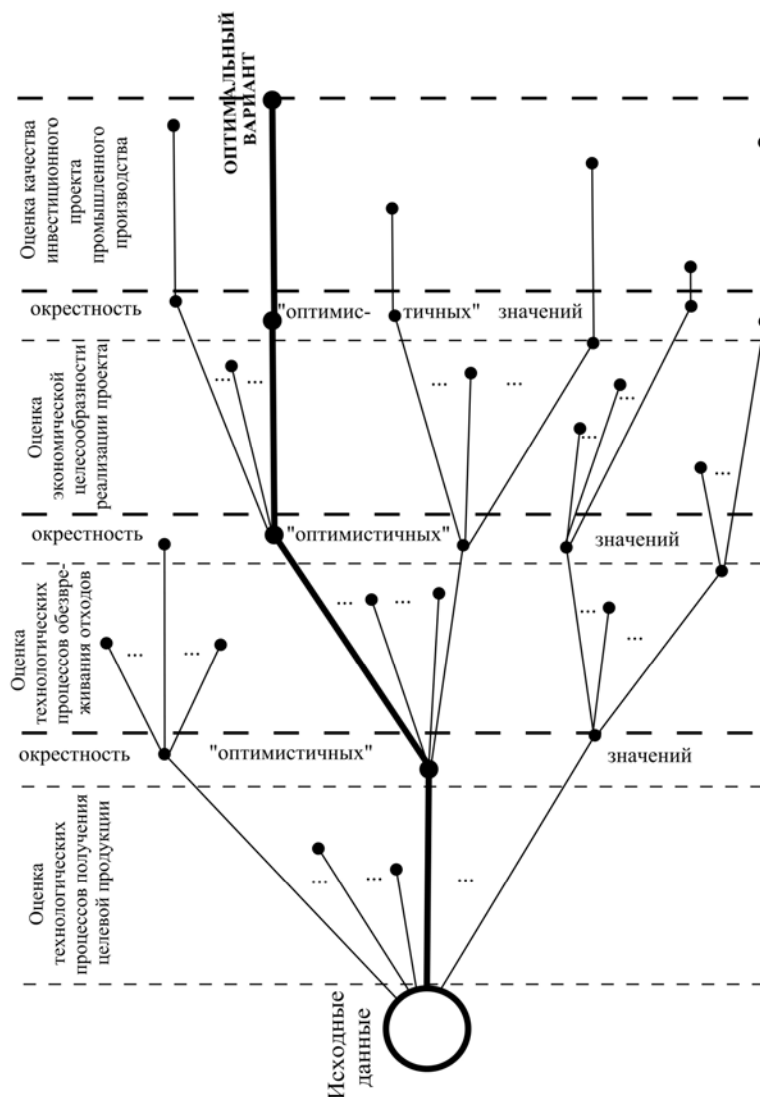 ОПТИМАЛЬНЫЙ
ВАРИАНТ
Оценка качества
инвестиционного
проекта
промышленного
производства
окрестность "оптимис- тичных" значений
Оценка
экономической
целесообразности
реализации проекта
... ... ... ... ... ... ...
окрестность "оптимистичных" значений
Оценка
технологических
процессов обезвре-
живания отходов
... ... ... ... ... ...
окрестность "оптимистичных" значений
Оценка
технологических
процессов получения
целевой продукции
... ... ...
Исходные
данные